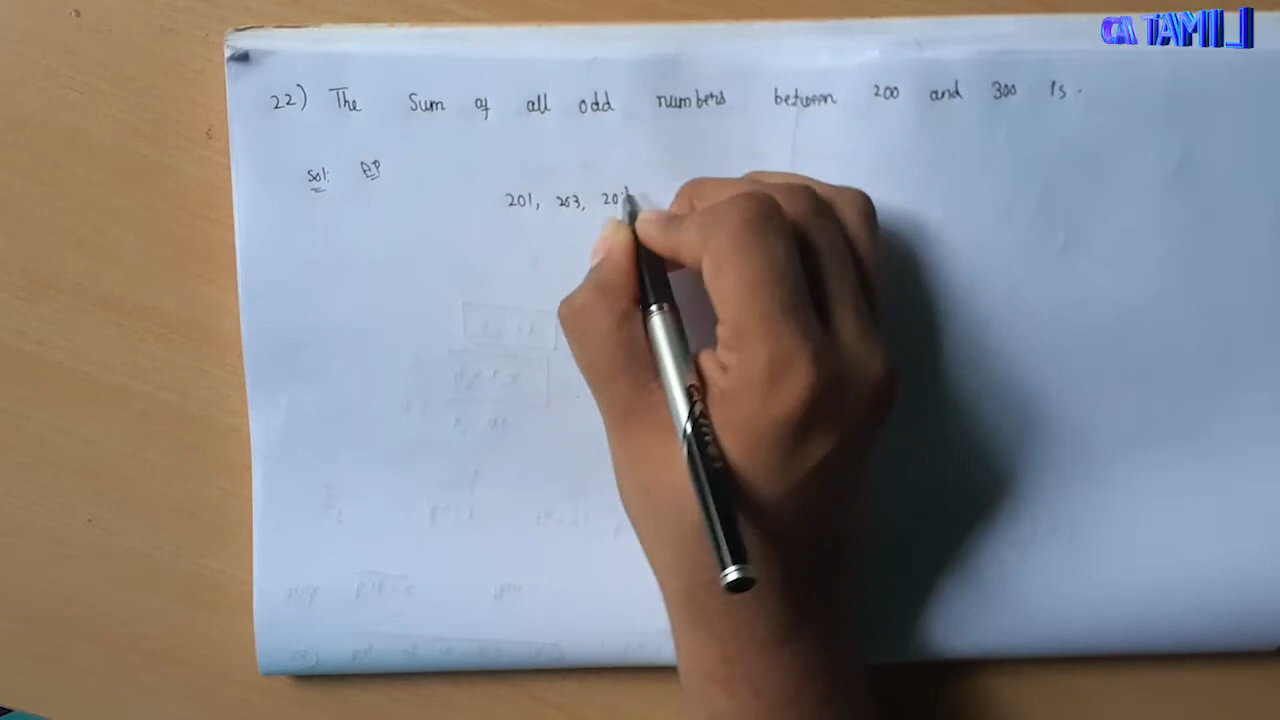 CA TAMIL
22) The Sum of all odd numbers between 200 and 300 is.
Sol: AP
201, 203,